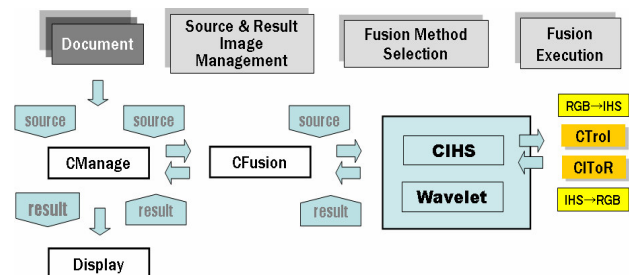 Document
Source & Result
Image
Management
Fusion Method
Selection
Fusion
Execution
source
source
source
RGB→IHS
CManage
CFusion
CIHS
Wavelet
CTroI
CIToR
IHS→RGB
result
result
result
Display